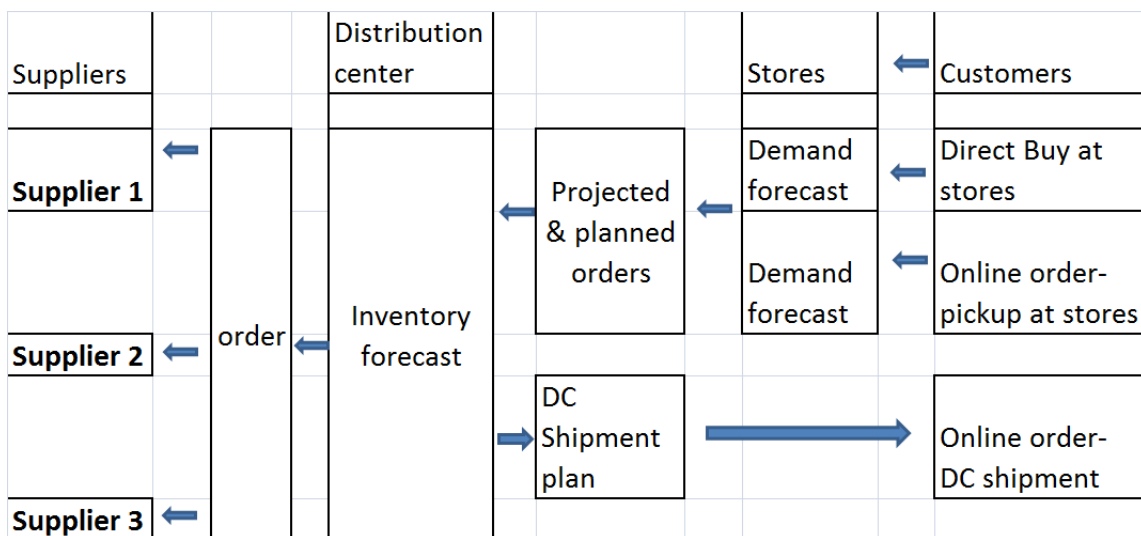 Suppliers
Distribution
center
Stores
Customers
Supplier 1
order
Inventory
forecast
Projected
& planned
orders
Demand
forecast
Direct Buy at
stores
Demand
forecast
Online order-
pickup at stores
Supplier 2
DC
Shipment
plan
Online order-
DC shipment
Supplier 3